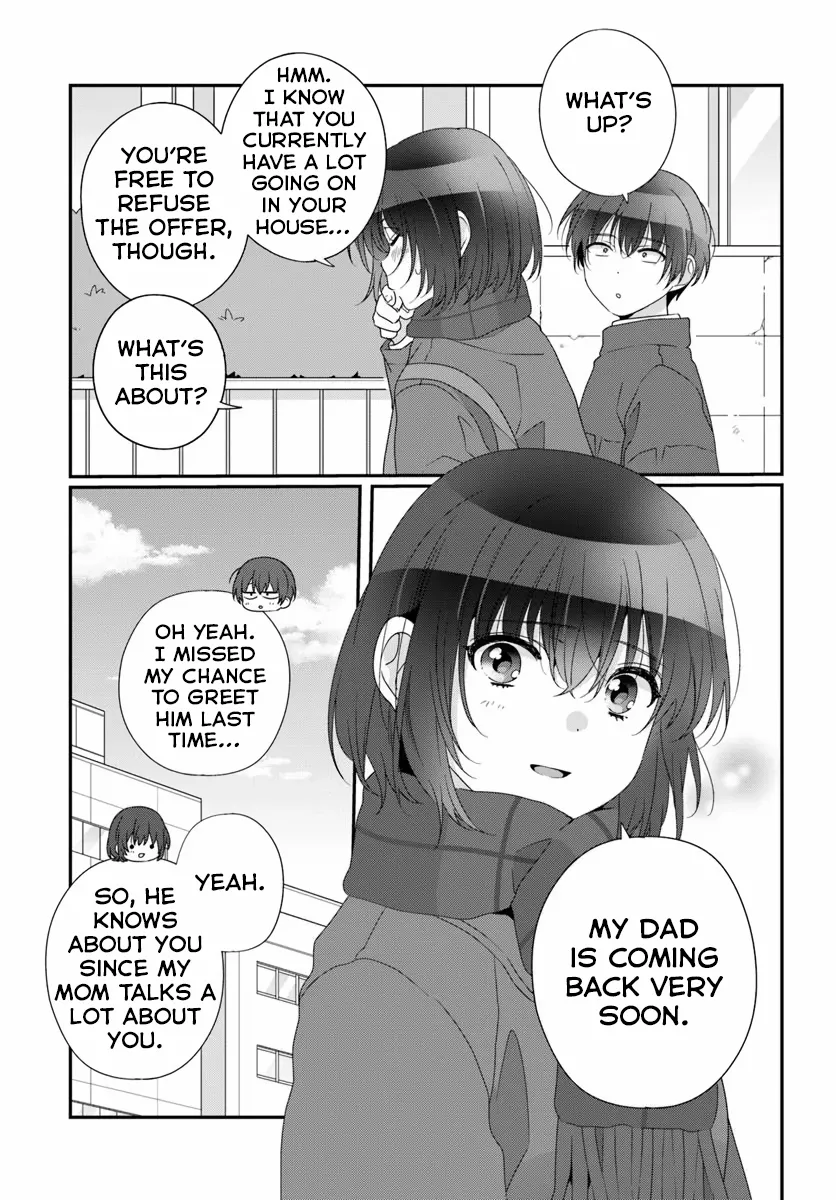 WHAT'S
UP?
HMM.
I KNOW
THAT YOU
CURRENTLY
HAVE A LOT
GOING ON
IN YOUR
HOUSE...
YOU'RE
FREE TO
REFUSE
THE OFFER,
THOUGH.
WHAT'S
THIS
ABOUT?
MY DAD
IS COMING
BACK VERY
SOON.
OH YEAH.
I MISSED
MY CHANCE
TO GREET
HIM LAST
TIME...
YEAH.
SO, HE
KNOWS
ABOUT YOU
SINCE MY
MOM TALKS A
LOT ABOUT
YOU.